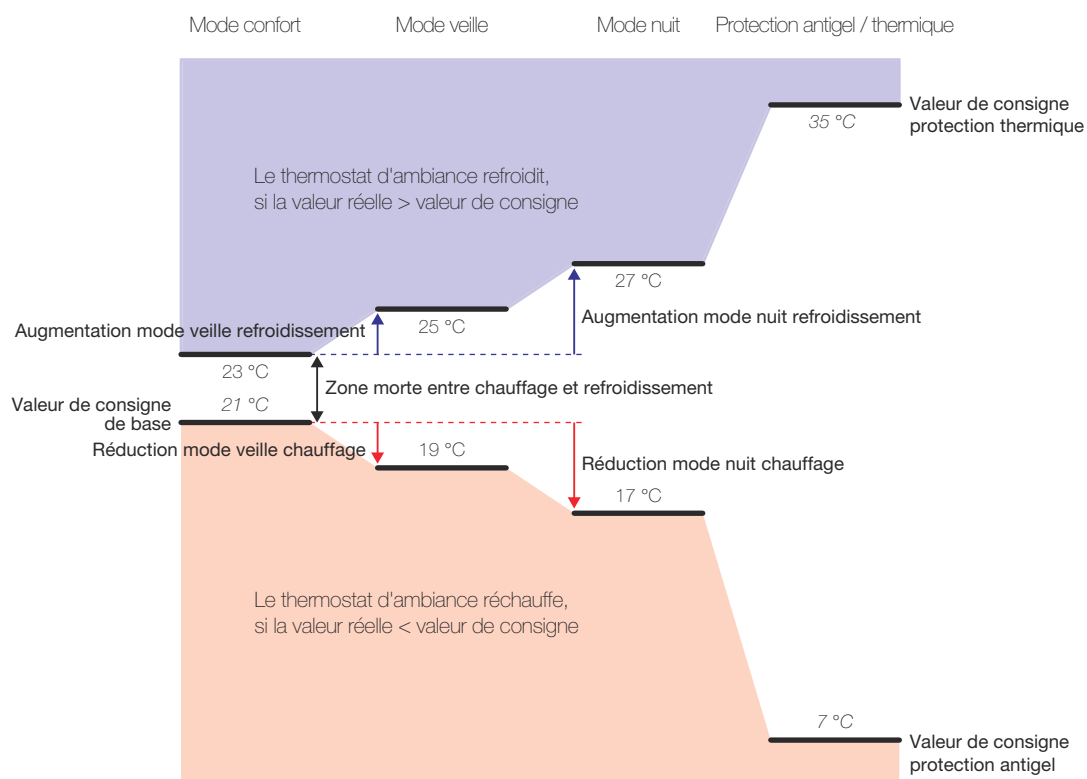 Mode confort
Mode veille
Mode nuit
Protection antigel / thermique
Valeur de consigne
protection thermique
35 °C
Le thermostat d'ambiance refroidit,
si la valeur réelle > valeur de consigne
27 °C
Augmentation mode nuit refroidissement
25 °C
Augmentation mode veille refroidissement
23 °C
Zone morte entre chauffage et refroidissement
21 °C
Valeur de consigne
de base
Réduction mode veille chauffage
19 °C
Réduction mode nuit chauffage
17 °C
Le thermostat d'ambiance réchauffe,
si la valeur réelle < valeur de consigne
7 °C
Valeur de consigne
protection antigel